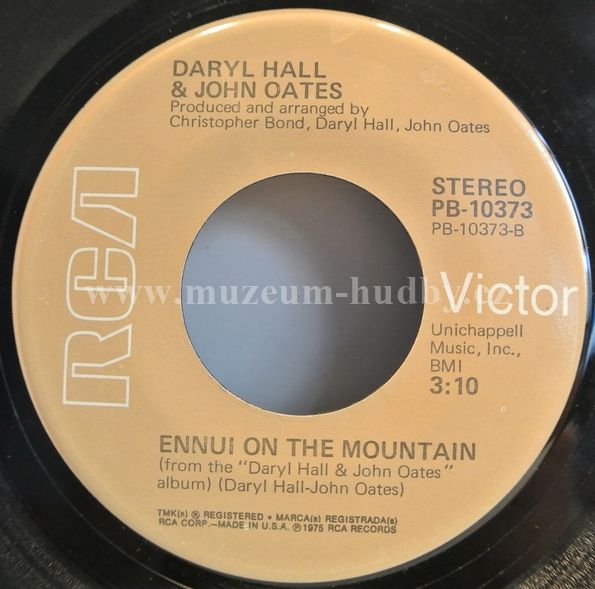 DARYL HALL
& JOHN OATES
Produced and arranged by
Christopher Bond, Daryl Hall, John Oates
RCA
STEREO
PB-10373
PB-10373-B
www.muzeum-hudby.cz
Victor
Unichappell
Music, Inc.,
BMI
3:10
ENNUI ON THE MOUNTAIN
(from the "Daryl Hall & John Oates"
album) (Daryl Hall-John Oates)
TMK(s) ® REGISTERED • MARCA(s) REGISTRADA(s)
RCA CORP.—MADE IN U.S.A. ℗1975 RCA RECORDS